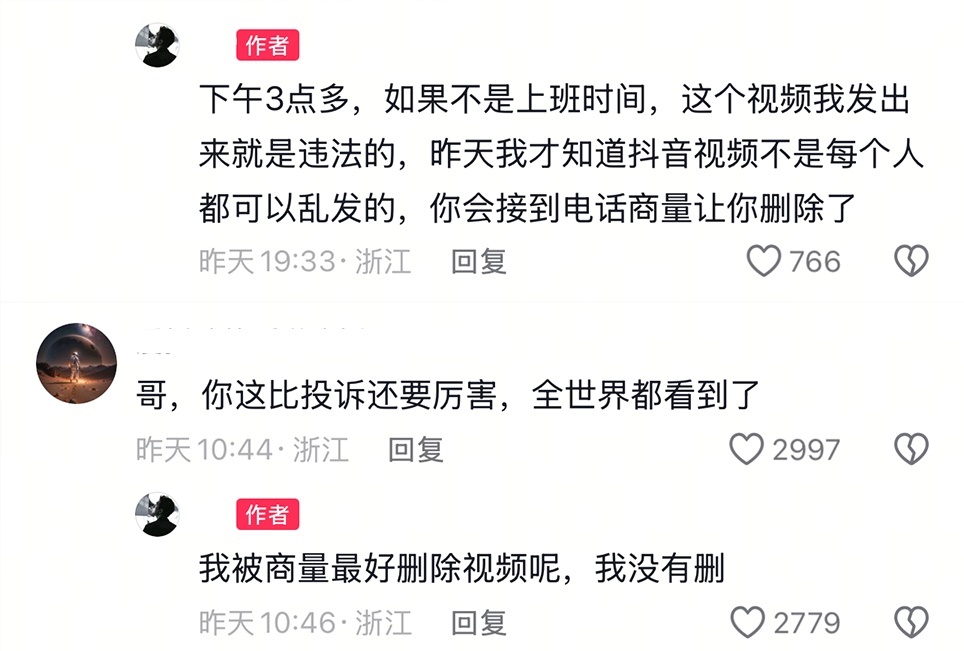 作者
下午3点多，如果不是上班时间，这个视频我发出
来就是违法的，昨天我才知道抖音视频不是每个人
都可以乱发的，你会接到电话商量让你删除了
昨天19:33·浙江 回复 766
哥，你这比投诉还要厉害，全世界都看到了
昨天10:44·浙江 回复 2997
作者
我被商量最好删除视频呢，我没有删
昨天10:46·浙江 回复 2779